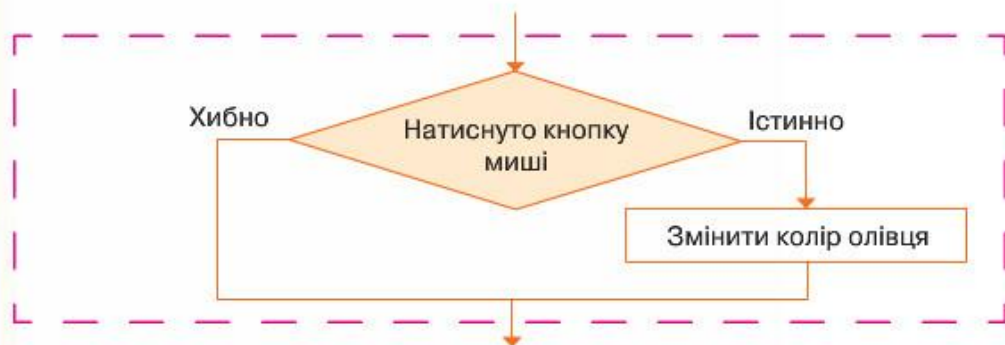 Хибно
Натиснуто кнопку
миші
Істинно
Змінити колір олівця